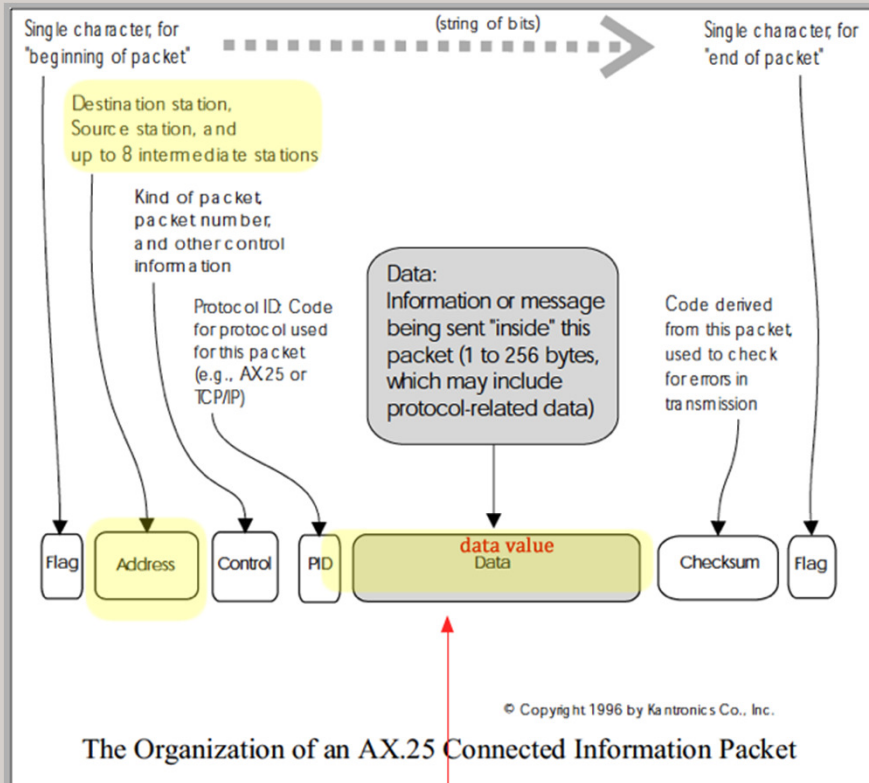 Single character, for
"beginning of packet"
(string of bits)
Single character, for
"end of packet"
Destination station,
Source station, and
up to 8 intermediate stations
Kind of packet,
packet number,
and other control
information
Protocol ID: Code
for protocol used
for this packet
(e.g., AX.25 or
TCP/IP)
Data:
Information or message
being sent "inside" this
packet (1 to 256 bytes,
which may include
protocol-related data)
Code derived
from this packet,
used to check
for errors in
transmission
Flag
Address
Control
PID
data value
Data
Checksum
Flag
© Copyright 1996 by Kantronics Co., Inc.
The Organization of an AX.25 Connected Information Packet